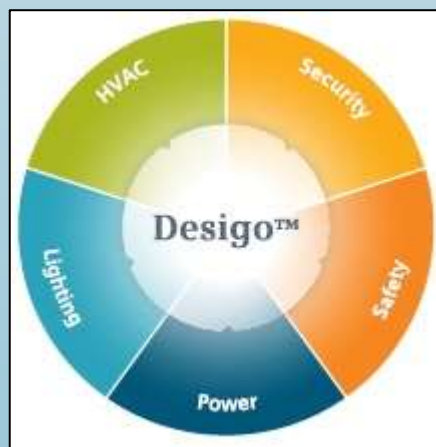 HVAC
Security
Desigo™
Lighting
Safety
Power